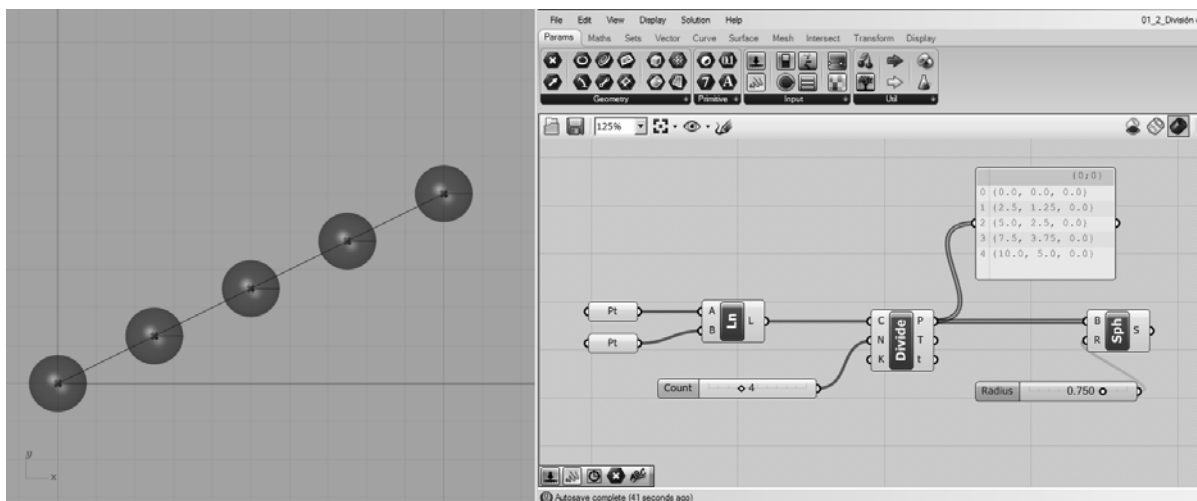 File Edit View Display Solution Help
01_2_División
Params Maths Sets Vector Curve Surface Mesh Intersect Transform Display
Geometry Primitive Input Util
125%
{0;0}
0 {0.0, 0.0, 0.0}
1 {2.5, 1.25, 0.0}
2 {5.0, 2.5, 0.0}
3 {7.5, 3.75, 0.0}
4 {10.0, 5.0, 0.0}
Pt
Pt
A
B
Ln
L
C
N
K
Divide
P
T
t
B
R
Sph
S
Count 4
Radius 0.750
y
x
Autosave complete (41 seconds ago)